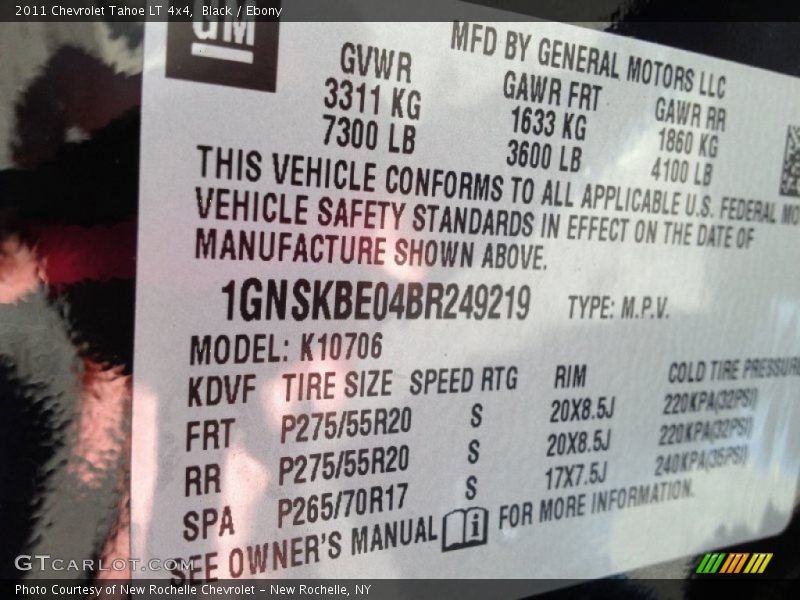 2011 Chevrolet Tahoe LT 4x4, Black / Ebony
GM
MFD BY GENERAL MOTORS LLC
GVWR GAWR FRT GAWR RR
3311 KG 1633 KG 1860 KG
7300 LB 3600 LB 4100 LB
THIS VEHICLE CONFORMS TO ALL APPLICABLE U.S. FEDERAL MO
VEHICLE SAFETY STANDARDS IN EFFECT ON THE DATE OF
MANUFACTURE SHOWN ABOVE.
1GNSKBE04BR249219 TYPE: M.P.V.
MODEL: K10706
KDVF TIRE SIZE SPEED RTG RIM COLD TIRE PRESSURE
FRT P275/55R20 S 20X8.5J 220KPA(32PSI)
RR P275/55R20 S 20X8.5J 220KPA(32PSI)
SPA P265/70R17 S 17X7.5J 240KPA(35PSI)
SEE OWNER'S MANUAL FOR MORE INFORMATION.
GTcarlot.com
Photo Courtesy of New Rochelle Chevrolet – New Rochelle, NY